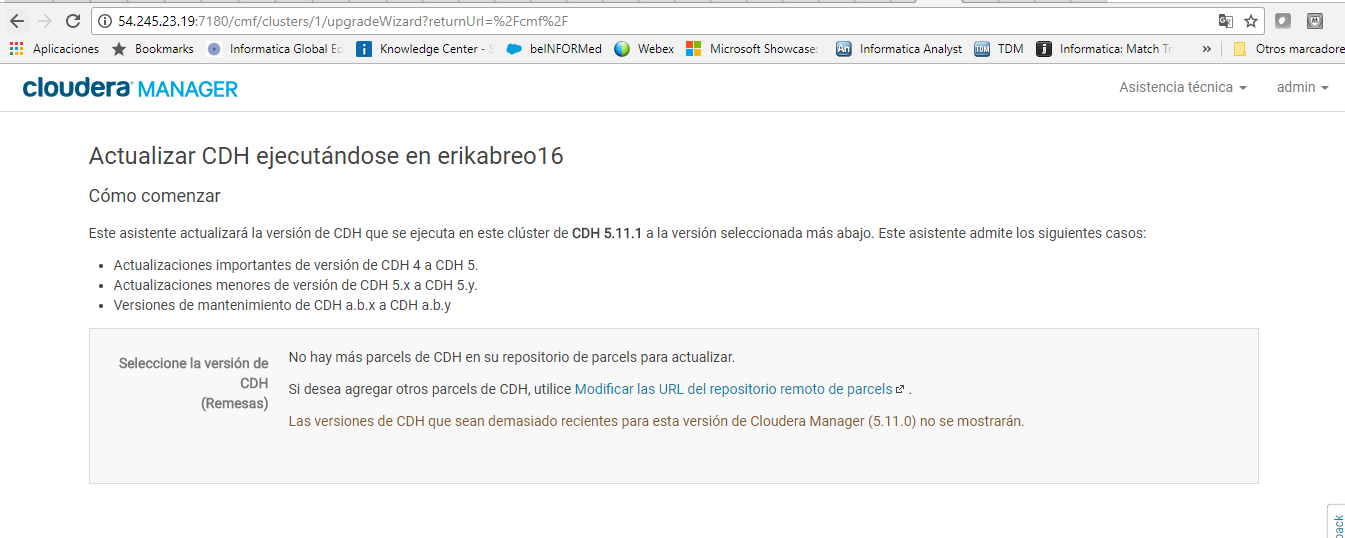 54.245.23.19:7180/cmf/clusters/1/upgradeWizard?returnUrl=%2Fcmf%2F
Aplicaciones Bookmarks Informatica Global Ed Knowledge Center - S beINFORMed Webex Microsoft Showcase: Informatica Analyst TDM Informatica: Match Tr » Otros marcadore
cloudera MANAGER Asistencia técnica admin
Actualizar CDH ejecutándose en erikabreo16
Cómo comenzar
Este asistente actualizará la versión de CDH que se ejecuta en este clúster de CDH 5.11.1 a la versión seleccionada más abajo. Este asistente admite los siguientes casos:
• Actualizaciones importantes de versión de CDH 4 a CDH 5.
• Actualizaciones menores de versión de CDH 5.x a CDH 5.y.
• Versiones de mantenimiento de CDH a.b.x a CDH a.b.y
Seleccione la versión de
CDH
(Remesas)
No hay más parcels de CDH en su repositorio de parcels para actualizar.
Si desea agregar otros parcels de CDH, utilice Modificar las URL del repositorio remoto de parcels .
Las versiones de CDH que sean demasiado recientes para esta versión de Cloudera Manager (5.11.0) no se mostrarán.
back